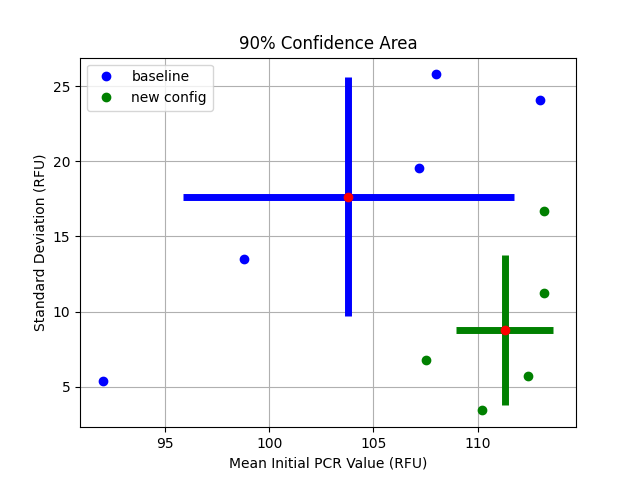 90% Confidence Area
baseline
new config
25
20
15
10
5
Standard Deviation (RFU)
95
100
105
110
Mean Initial PCR Value (RFU)